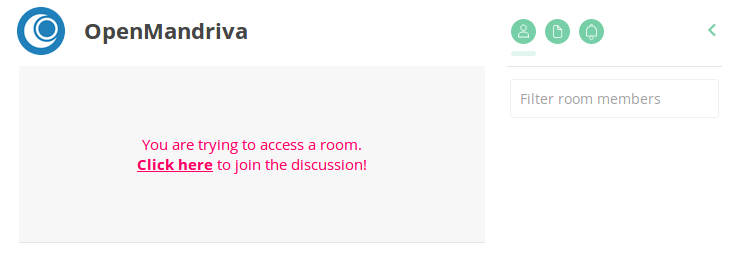 OpenMandriva
Filter room members
You are trying to access a room.
Click here to join the discussion!